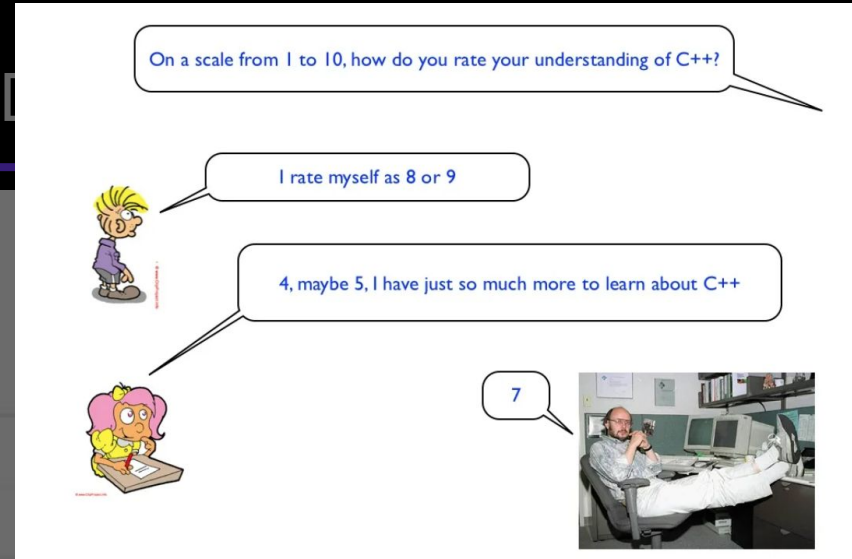 On a scale from 1 to 10, how do you rate your understanding of C++?
I rate myself as 8 or 9
4, maybe 5, I have just so much more to learn about C++
7